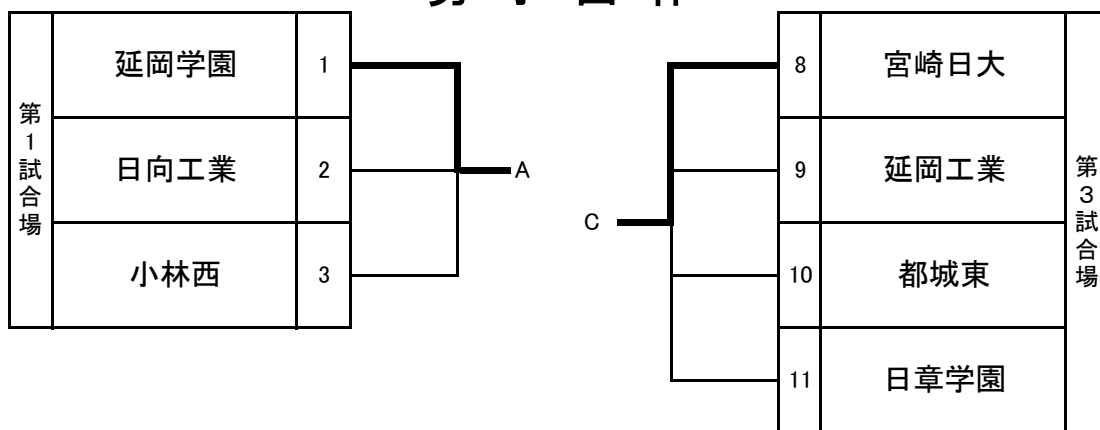 第1試合場
延岡学園 1
日向工業 2
小林西 3
A
C
8 宮崎日大
9 延岡工業
10 都城東
11 日章学園
第3試合場